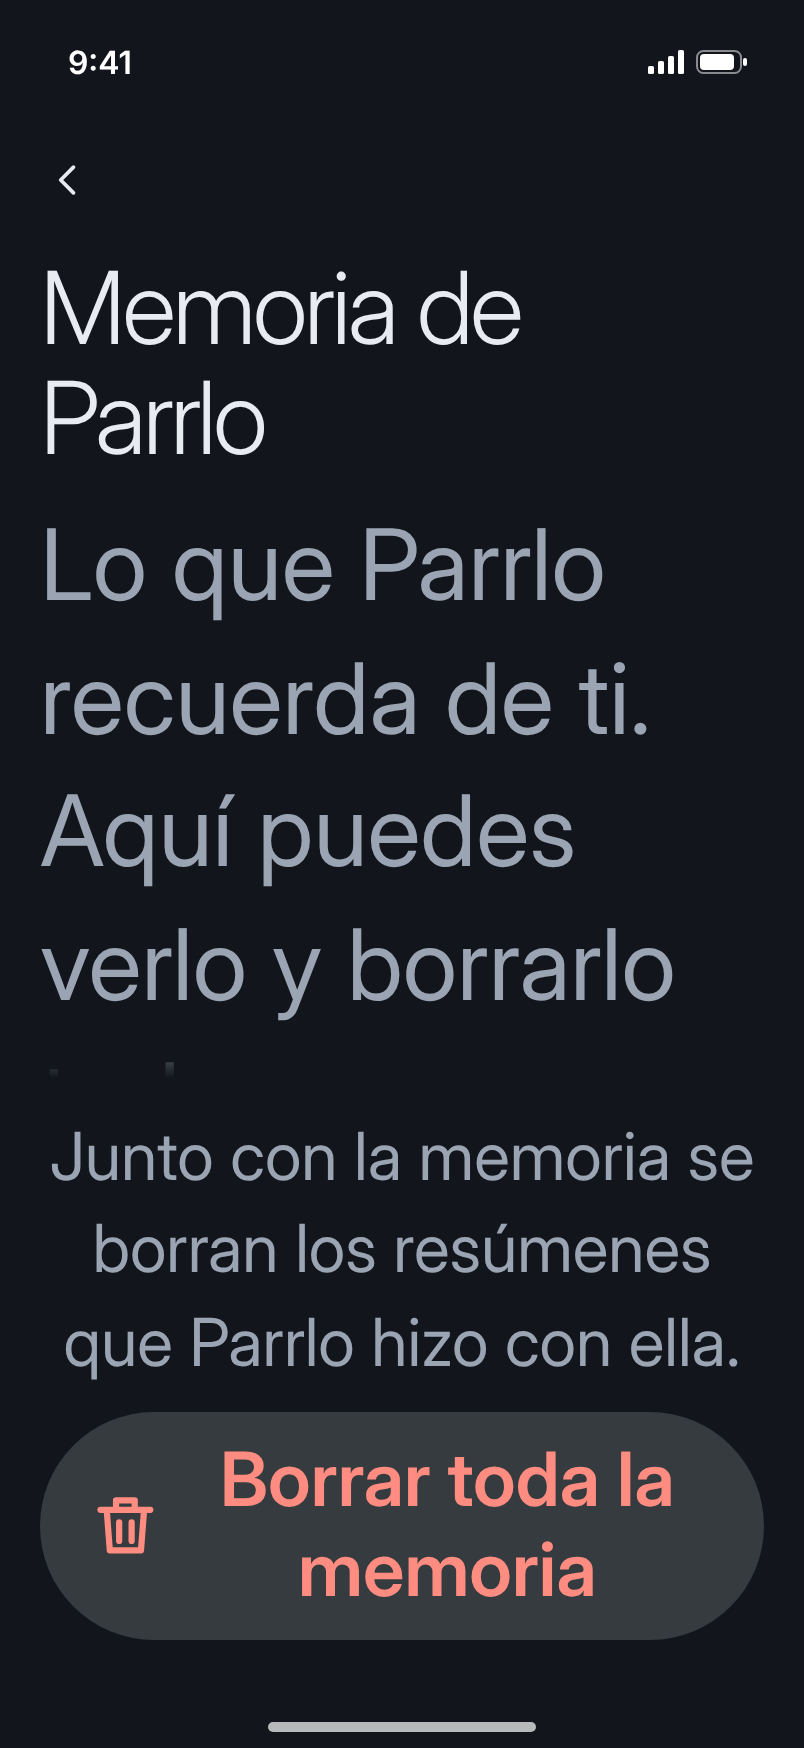 9:41
Memoria de
Parrlo
Lo que Parrlo
recuerda de ti.
Aquí puedes
verlo y borrarlo
Junto con la memoria se
borran los resúmenes
que Parrlo hizo con ella.
Borrar toda la
memoria